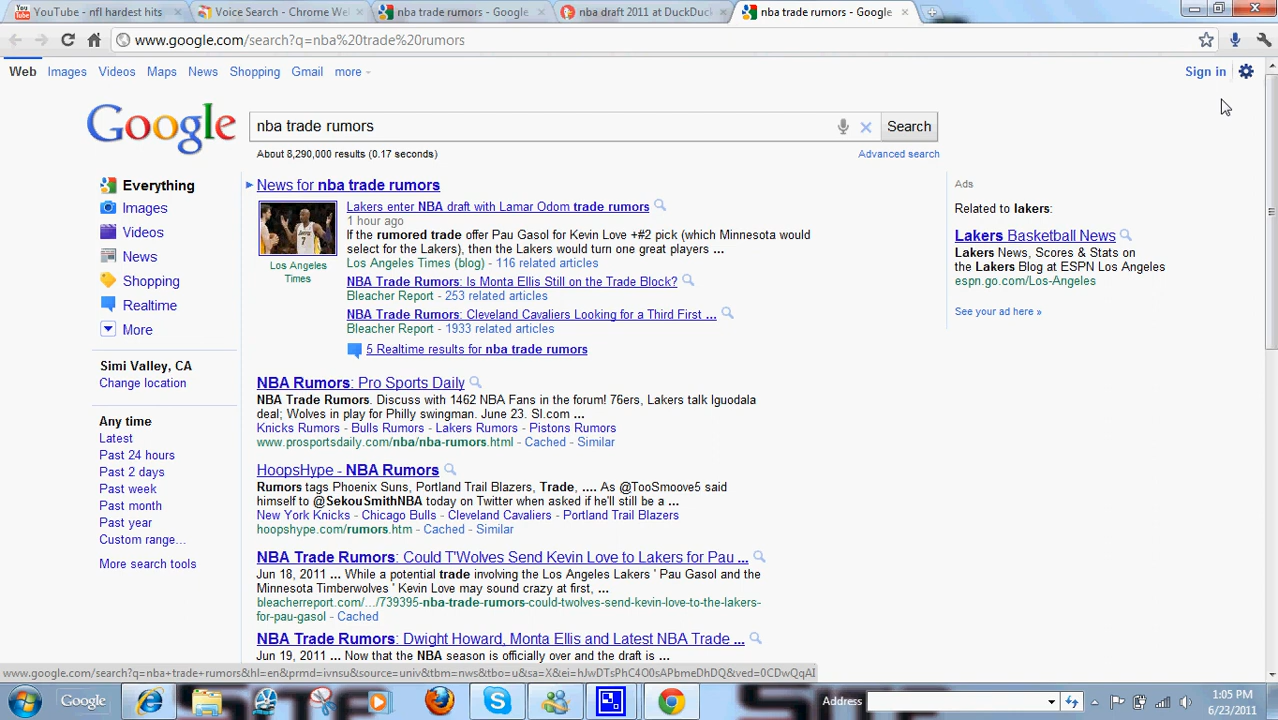 YouTube - nfl hardest hits
Voice Search - Chrome We
nba trade rumors - Google
nba draft 2011 at DuckDuc
nba trade rumors - Google
www.google.com/search?q=nba%20trade%20rumors
Web Images Videos Maps News Shopping Gmail more
Sign in
Google
nba trade rumors
Search
About 8,290,000 results (0.17 seconds)
Advanced search
Everything
Images
Videos
News
Shopping
Realtime
More
Simi Valley, CA
Change location
Any time
Latest
Past 24 hours
Past 2 days
Past week
Past month
Past year
Custom range...
More search tools
News for nba trade rumors
Los Angeles
Times
Lakers enter NBA draft with Lamar Odom trade rumors
1 hour ago
If the rumored trade offer Pau Gasol for Kevin Love +#2 pick (which Minnesota
would select for the Lakers), then the Lakers would turn one great players ...
Los Angeles Times (blog) - 116 related articles
NBA Trade Rumors: Is Monta Ellis Still on the Trade Block?
Bleacher Report - 253 related articles
NBA Trade Rumors: Cleveland Cavaliers Looking for a Third First ...
Bleacher Report - 1933 related articles
5 Realtime results for nba trade rumors
NBA Rumors: Pro Sports Daily
NBA Trade Rumors. Discuss with 1462 NBA Fans in the forum! 76ers, Lakers talk Iguodala
deal; Wolves in play for Philly swingman. June 23. SI.com ...
Knicks Rumors - Bulls Rumors - Lakers Rumors - Pistons Rumors
www.prosportsdaily.com/nba/nba-rumors.html - Cached - Similar
HoopsHype - NBA Rumors
Rumors tags Phoenix Suns, Portland Trail Blazers, Trade, .... As @TooSmoove5 said
himself to @SekouSmithNBA today on Twitter when asked if he'll still be a ...
New York Knicks - Chicago Bulls - Cleveland Cavaliers - Portland Trail Blazers
hoopshype.com/rumors.htm - Cached - Similar
NBA Trade Rumors: Could T'Wolves Send Kevin Love to Lakers for Pau ...
Jun 18, 2011 ... While a potential trade involving the Los Angeles Lakers ' Pau Gasol and the
Minnesota Timberwolves ' Kevin Love may sound crazy at first, ...
bleacherreport.com/.../739395-nba-trade-rumors-could-twolves-send-kevin-love-to-the-lakers-
for-pau-gasol - Cached
NBA Trade Rumors: Dwight Howard, Monta Ellis and Latest NBA Trade ...
Jun 19, 2011 ... Now that the NBA season is officially over and the draft is ...
Ads
Related to lakers:
Lakers Basketball News
Lakers News, Scores & Stats on
the Lakers Blog at ESPN Los Angeles
espn.go.com/Los-Angeles
See your ad here »
www.google.com/search?q=nba+trade+rumors&hl=en&prmd=ivnsu&source=univ&tbm=nws&tbo=u&sa=X&ei=hJwDTsPhC4O0sAPbmeDhDQ&ved=0CDwQqAI
Google
Address
1:05 PM
6/23/2011